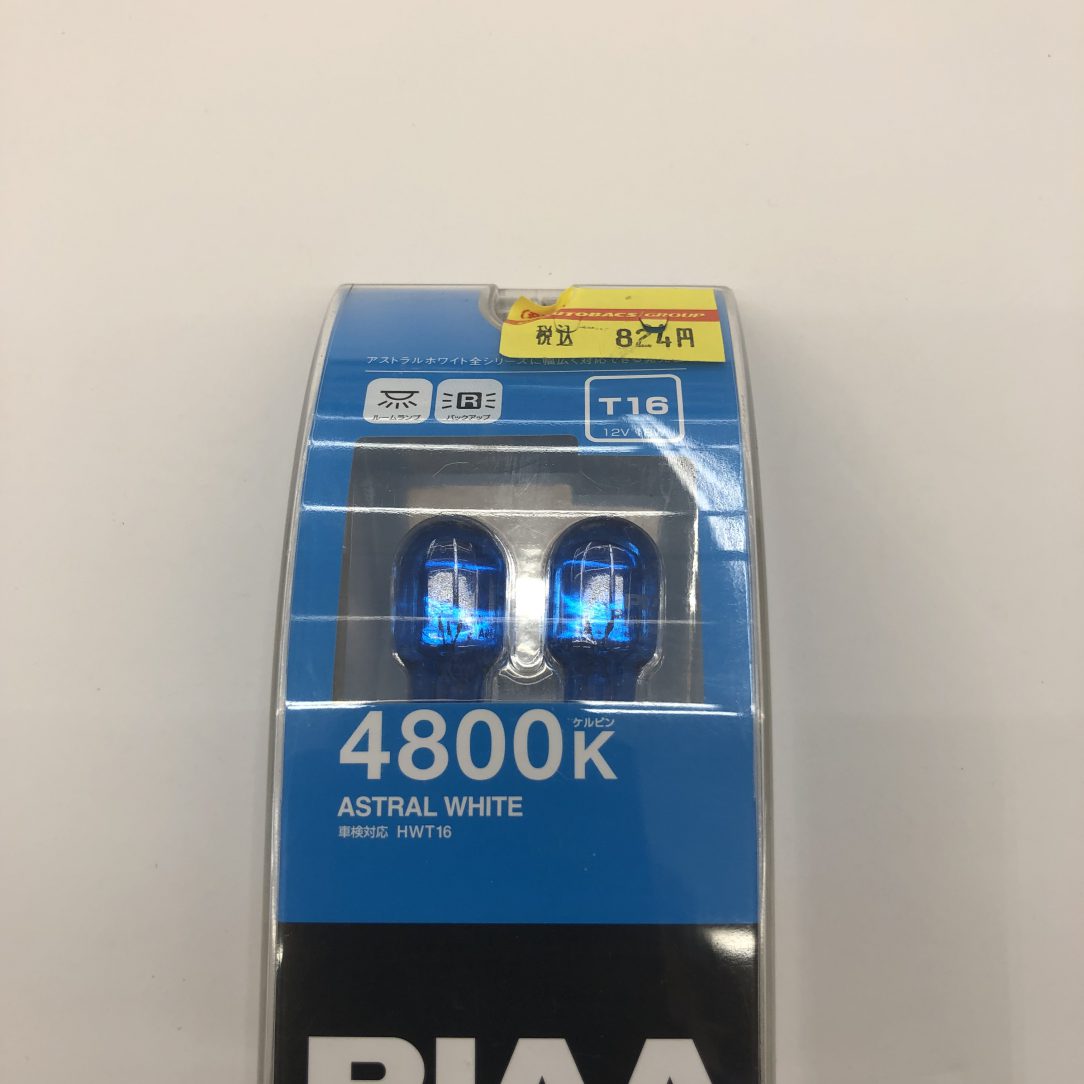 AUTOBACS GROUP
税込 824円
アストラルホワイト全シリーズに幅広く対応
ルームランプ
R
バックアップ
T16
12V
4800K
ケルビン
ASTRAL WHITE
車検対応 HWT16
PIAA